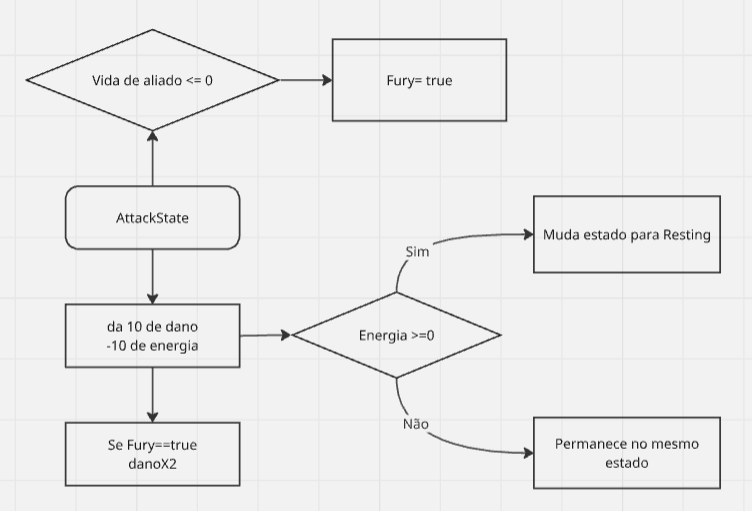 Vida de aliado <= 0
Fury= true
AttackState
Muda estado para Resting
Sim
da 10 de dano
-10 de energia
Energia >=0
Não
Se Fury==true
danoX2
Permanece no mesmo
estado